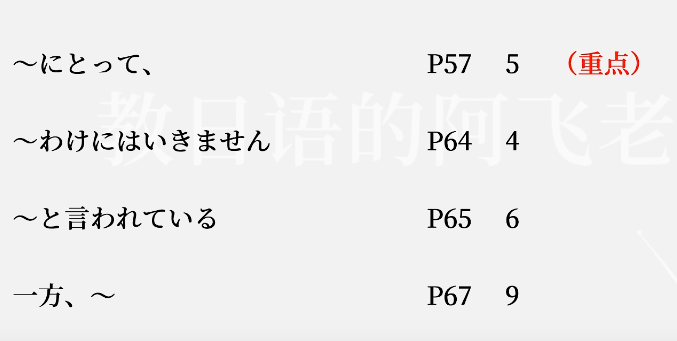 ～にとって、 P57 5 （重点）
～わけにはいきません P64 4
教日语的阿飞老
～と言われている P65 6
一方、～ P67 9